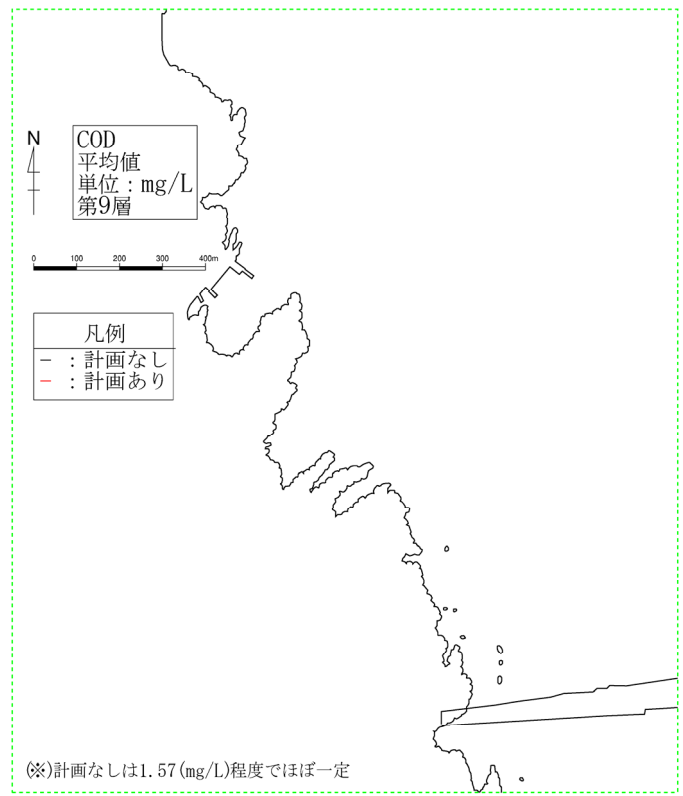 N
COD
平均値
単位：mg/L
第9層
0 100 200 300 400m
凡例
― ：計画なし
― ：計画あり
(※)計画なしは1.57(mg/L)程度でほぼ一定